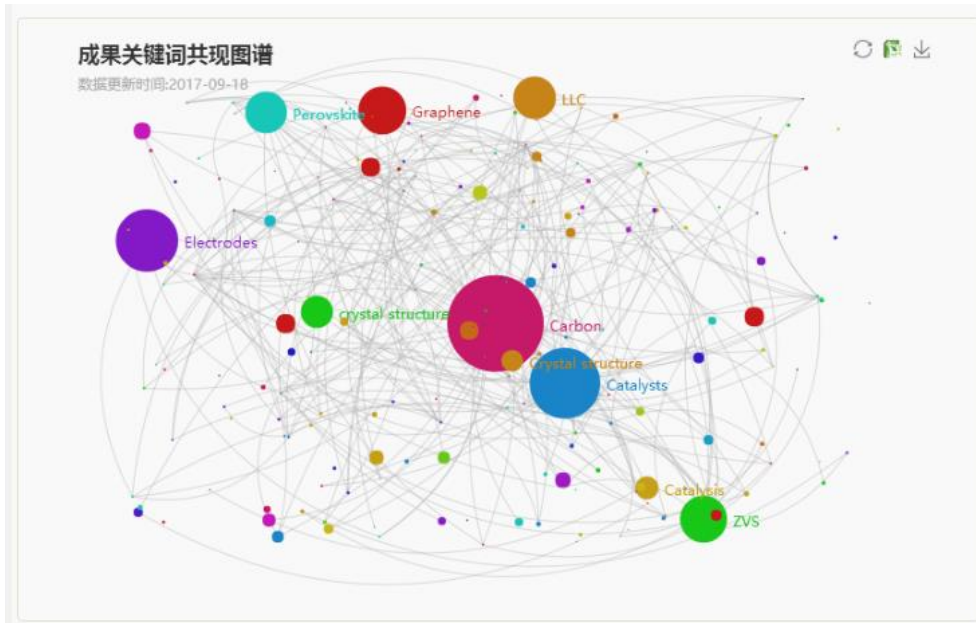 成果关键词共现图谱
数据更新时间:2017-09-18
LLC
Perovskite
Graphene
Electrodes
crystal structure
Carbon
Crystal structure
Catalysts
Catalysis
ZVS